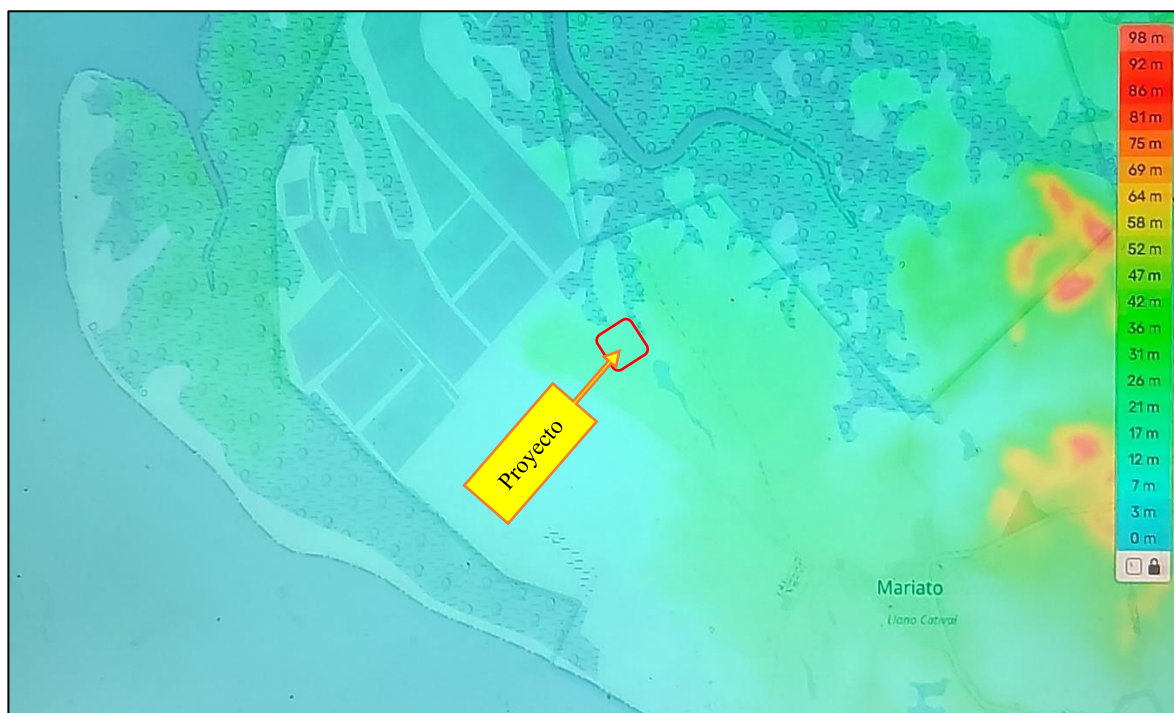 98 m
92 m
86 m
81 m
75 m
69 m
64 m
58 m
52 m
47 m
42 m
36 m
31 m
26 m
21 m
17 m
12 m
7 m
3 m
0 m
Proyecto
Mariato
Llano Catival